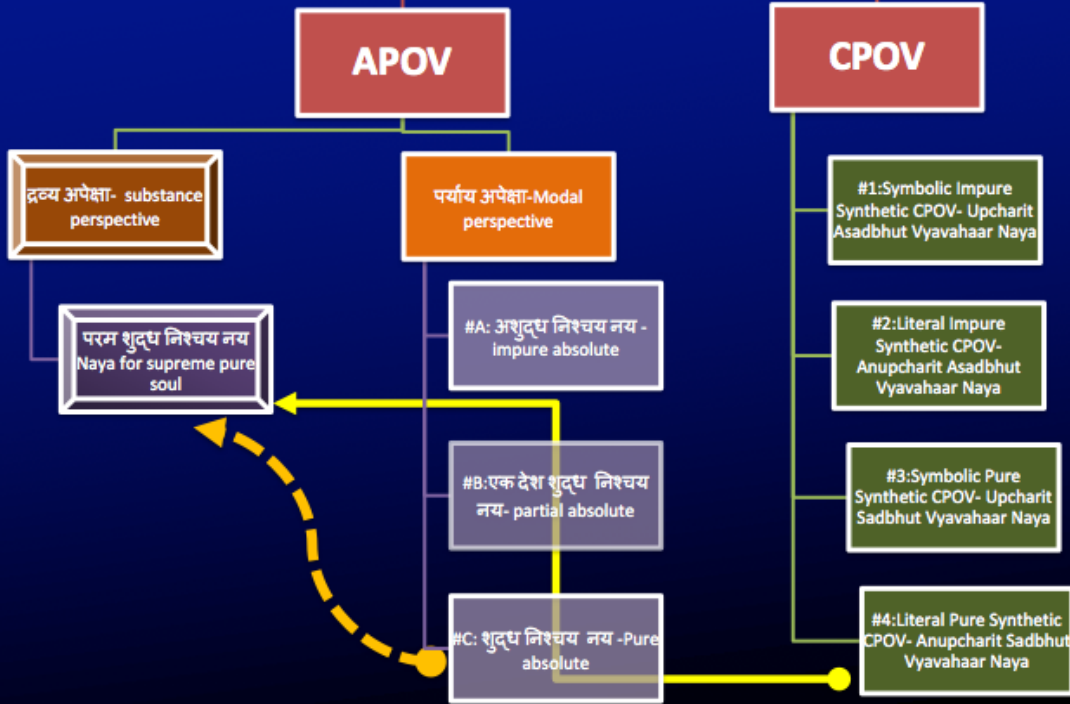 APOV
CPOV
द्रव्य अपेक्षा- substance
perspective
पर्याय अपेक्षा-Modal
perspective
परम शुद्ध निश्चय नय
Naya for supreme pure
soul
#A: अशुद्ध निश्चय नय -
impure absolute
#B:एक देश शुद्ध निश्चय
नय- partial absolute
#C: शुद्ध निश्चय नय -Pure
absolute
#1:Symbolic Impure
Synthetic CPOV- Upcharit
Asadbhut Vyavahaar Naya
#2:Literal Impure
Synthetic CPOV-
Anupcharit Asadbhut
Vyavahaar Naya
#3:Symbolic Pure
Synthetic CPOV- Upcharit
Sadbhut Vyavahaar Naya
#4:Literal Pure Synthetic
CPOV- Anupcharit Sadbhut
Vyavahaar Naya